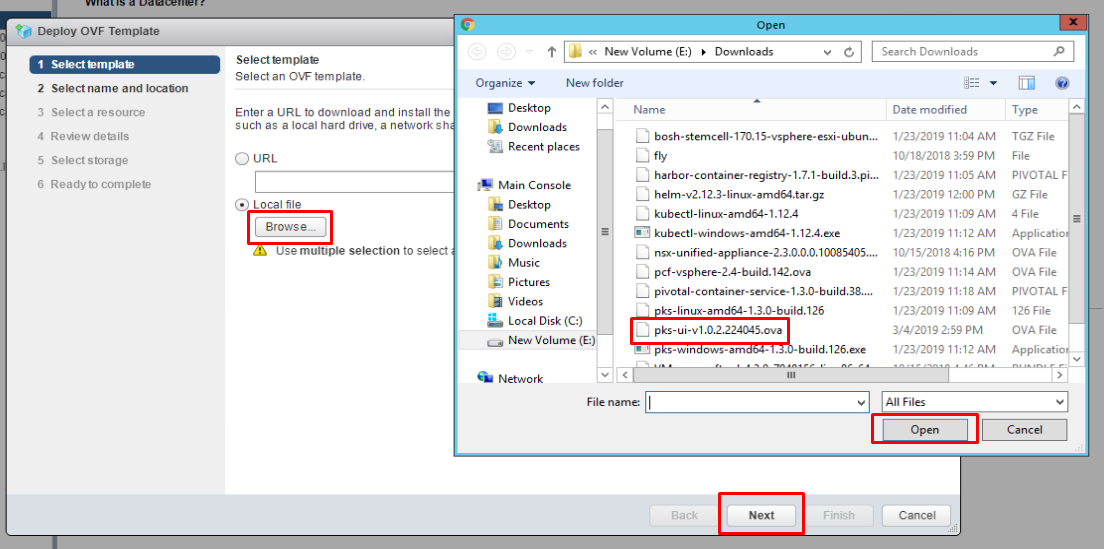 What is a Datacenter?
Deploy OVF Template
1 Select template
2 Select name and location
3 Select a resource
4 Review details
5 Select storage
6 Ready to complete
Select template
Select an OVF template.
Enter a URL to download and install the
such as a local hard drive, a network sha
URL
Local file
Browse...
Use multiple selection to select a
Back
Next
Finish
Cancel
Open
« New Volume (E:) Downloads
Search Downloads
Organize
New folder
Desktop
Downloads
Recent places
Main Console
Desktop
Documents
Downloads
Music
Pictures
Videos
Local Disk (C:)
New Volume (E:)
Network
Name Date modified Type
bosh-stemcell-170.15-vsphere-esxi-ubun... 1/23/2019 11:04 AM TGZ File
fly 10/18/2018 3:59 PM File
harbor-container-registry-1.7.1-build.3.pi... 1/23/2019 11:09 AM PIVOTAL F
helm-v2.12.3-linux-amd64.tar.gz 1/23/2019 12:00 PM GZ File
kubectl-linux-amd64-1.12.4 1/23/2019 11:09 AM 4 File
kubectl-windows-amd64-1.12.4.exe 1/23/2019 11:09 AM Application
nsx-unified-appliance-2.3.0.0.0.10085405.... 10/15/2018 4:16 PM OVA File
pcf-vsphere-2.4-build.142.ova 1/23/2019 11:14 AM OVA File
pivotal-container-service-1.3.0-build.38.... 1/23/2019 11:18 AM PIVOTAL F
pks-linux-amd64-1.3.0-build.126 1/23/2019 11:09 AM 126 File
pks-ui-v1.0.2.224045.ova 3/4/2019 2:59 PM OVA File
pks-windows-amd64-1.3.0-build.126.exe 1/23/2019 11:12 AM Application
File name:
All Files
Open
Cancel